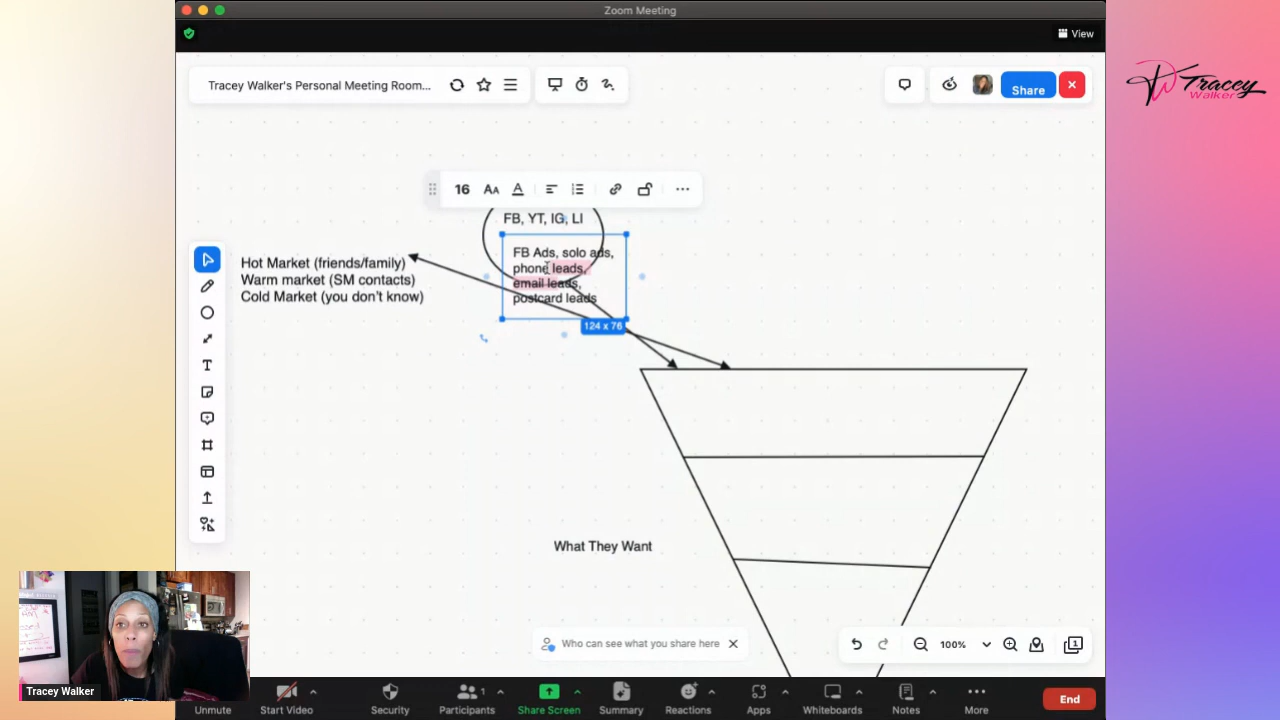 Zoom Meeting
View
Tracey Walker's Personal Meeting Room...
Share
Tracey
Walker
16
FB, YT, IG, LI
FB Ads, solo ads,
phone leads,
email leads,
postcard leads
124 x 76
Hot Market (friends/family)
Warm market (SM contacts)
Cold Market (you don't know)
What They Want
Who can see what you share here
100%
1
Tracey Walker
Unmute
Start Video
Security
Participants
1
Share Screen
Summary
Reactions
Apps
Whiteboards
Notes
More
End